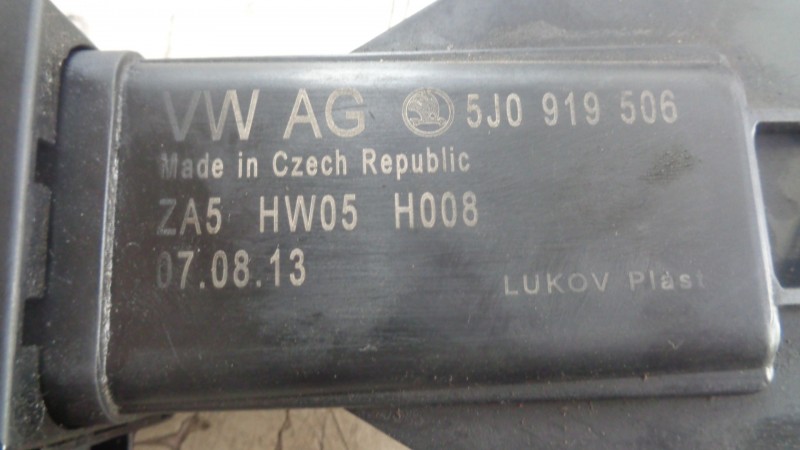 VW AG 5J0 919 506
Made in Czech Republic
ZA5 HW05 H008
07.08.13
LUKOV Plast